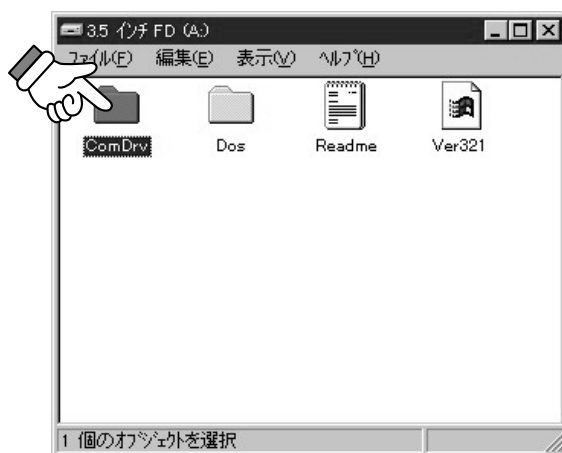 3.5 インチ FD (A:)
ファイル(F) 編集(E) 表示(V) ヘルプ(H)
ComDrv Dos Readme Ver321
1 個のオブジェクトを選択